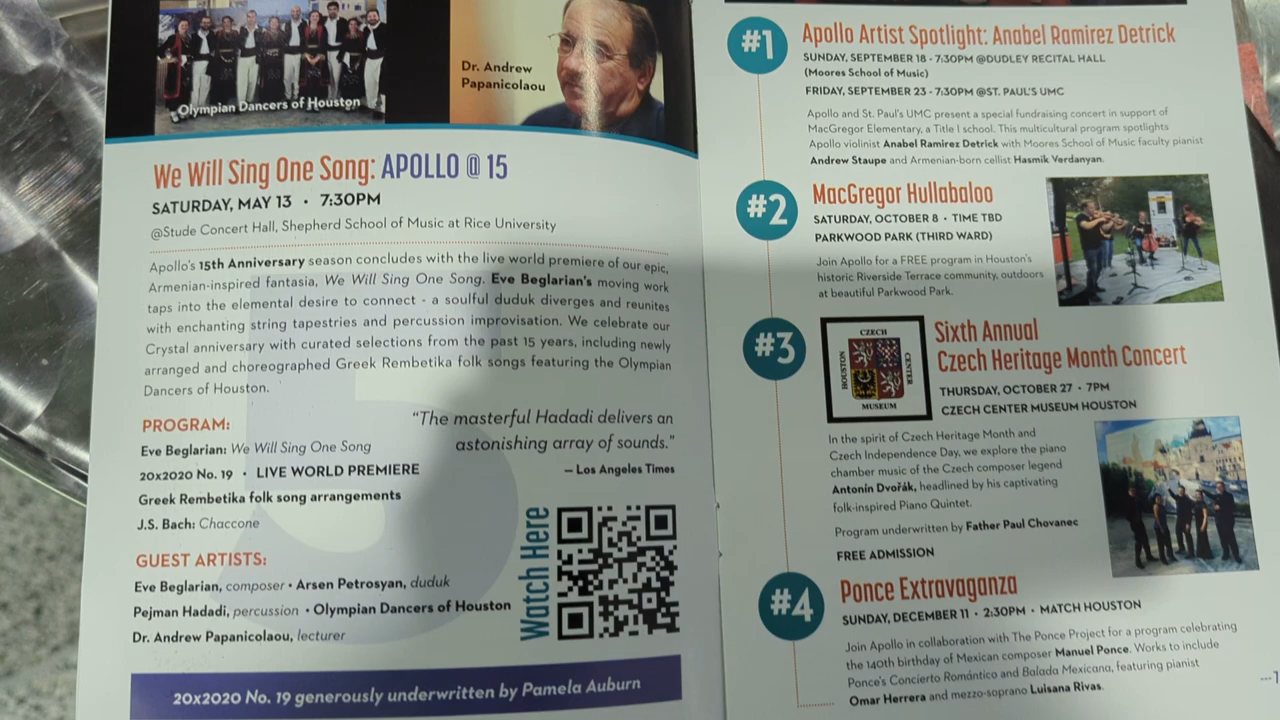 Olympian Dancers of Houston
Dr. Andrew
Papanicolaou
We Will Sing One Song: APOLLO @ 15
SATURDAY, MAY 13 • 7:30PM
@Stude Concert Hall, Shepherd School of Music at Rice University
Apollo's 15th Anniversary season concludes with the live world premiere of our epic,
Armenian-inspired fantasia, We Will Sing One Song. Eve Beglarian's moving work
taps into the elemental desire to connect - a soulful duduk diverges and reunites
with enchanting string tapestries and percussion improvisation. We celebrate our
Crystal anniversary with curated selections from the past 15 years, including newly
arranged and choreographed Greek Rembetika folk songs featuring the Olympian
Dancers of Houston.
PROGRAM:
Eve Beglarian: We Will Sing One Song
20x2020 No. 19 • LIVE WORLD PREMIERE
Greek Rembetika folk song arrangements
J.S. Bach: Chaccone
"The masterful Hadadi delivers an
astonishing array of sounds."
— Los Angeles Times
GUEST ARTISTS:
Eve Beglarian, composer • Arsen Petrosyan, duduk
Pejman Hadadi, percussion • Olympian Dancers of Houston
Dr. Andrew Papanicolaou, lecturer
Watch Here
20x2020 No. 19 generously underwritten by Pamela Auburn
#1
Apollo Artist Spotlight: Anabel Ramirez Detrick
SUNDAY, SEPTEMBER 18 - 7:30PM @DUDLEY RECITAL HALL
(Moores School of Music)
FRIDAY, SEPTEMBER 23 - 7:30PM @ST. PAUL'S UMC
Apollo and St. Paul's UMC present a special fundraising concert in support of
MacGregor Elementary, a Title I school. This multicultural program spotlights
Apollo violinist Anabel Ramirez Detrick with Moores School of Music faculty pianist
Andrew Staupe and Armenian-born cellist Hasmik Verdanyan.
#2
MacGregor Hullabaloo
SATURDAY, OCTOBER 8 • TIME TBD
PARKWOOD PARK (THIRD WARD)
Join Apollo for a FREE program in Houston's
historic Riverside Terrace community, outdoors
at beautiful Parkwood Park.
#3
CZECH
HOUSTON
CENTER
MUSEUM
Sixth Annual
Czech Heritage Month Concert
THURSDAY, OCTOBER 27 • 7PM
CZECH CENTER MUSEUM HOUSTON
In the spirit of Czech Heritage Month and
Czech Independence Day, we explore the piano
chamber music of the Czech composer legend
Antonín Dvořák, headlined by his captivating
folk-inspired Piano Quintet.
Program underwritten by Father Paul Chovanec
FREE ADMISSION
#4
Ponce Extravaganza
SUNDAY, DECEMBER 11 • 2:30PM • MATCH HOUSTON
Join Apollo in collaboration with The Ponce Project for a program celebrating
the 140th birthday of Mexican composer Manuel Ponce. Works to include
Ponce's Concierto Romántico and Balada Mexicana, featuring pianist
Omar Herrera and mezzo-soprano Luisana Rivas.